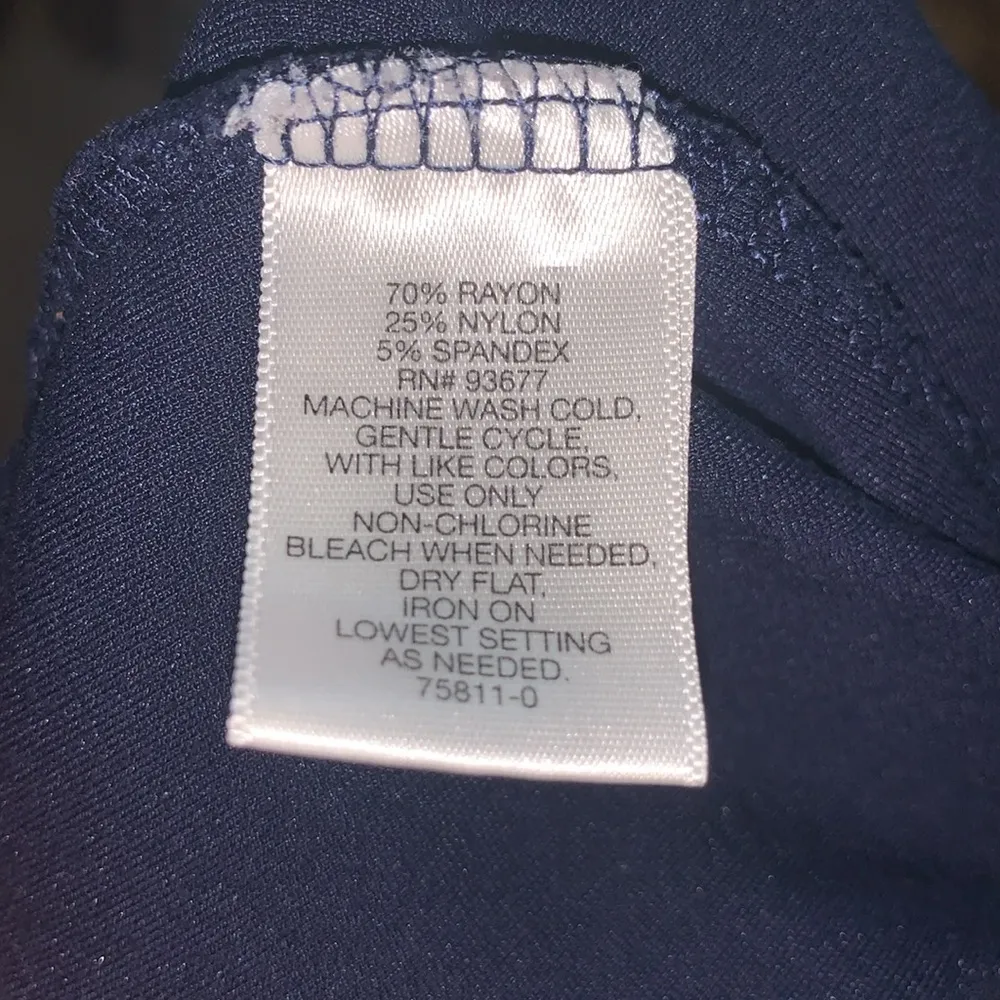 70% RAYON
25% NYLON
5% SPANDEX
RN# 93677
MACHINE WASH COLD,
GENTLE CYCLE,
WITH LIKE COLORS,
USE ONLY
NON-CHLORINE
BLEACH WHEN NEEDED,
DRY FLAT,
IRON ON
LOWEST SETTING
AS NEEDED.
75811-0